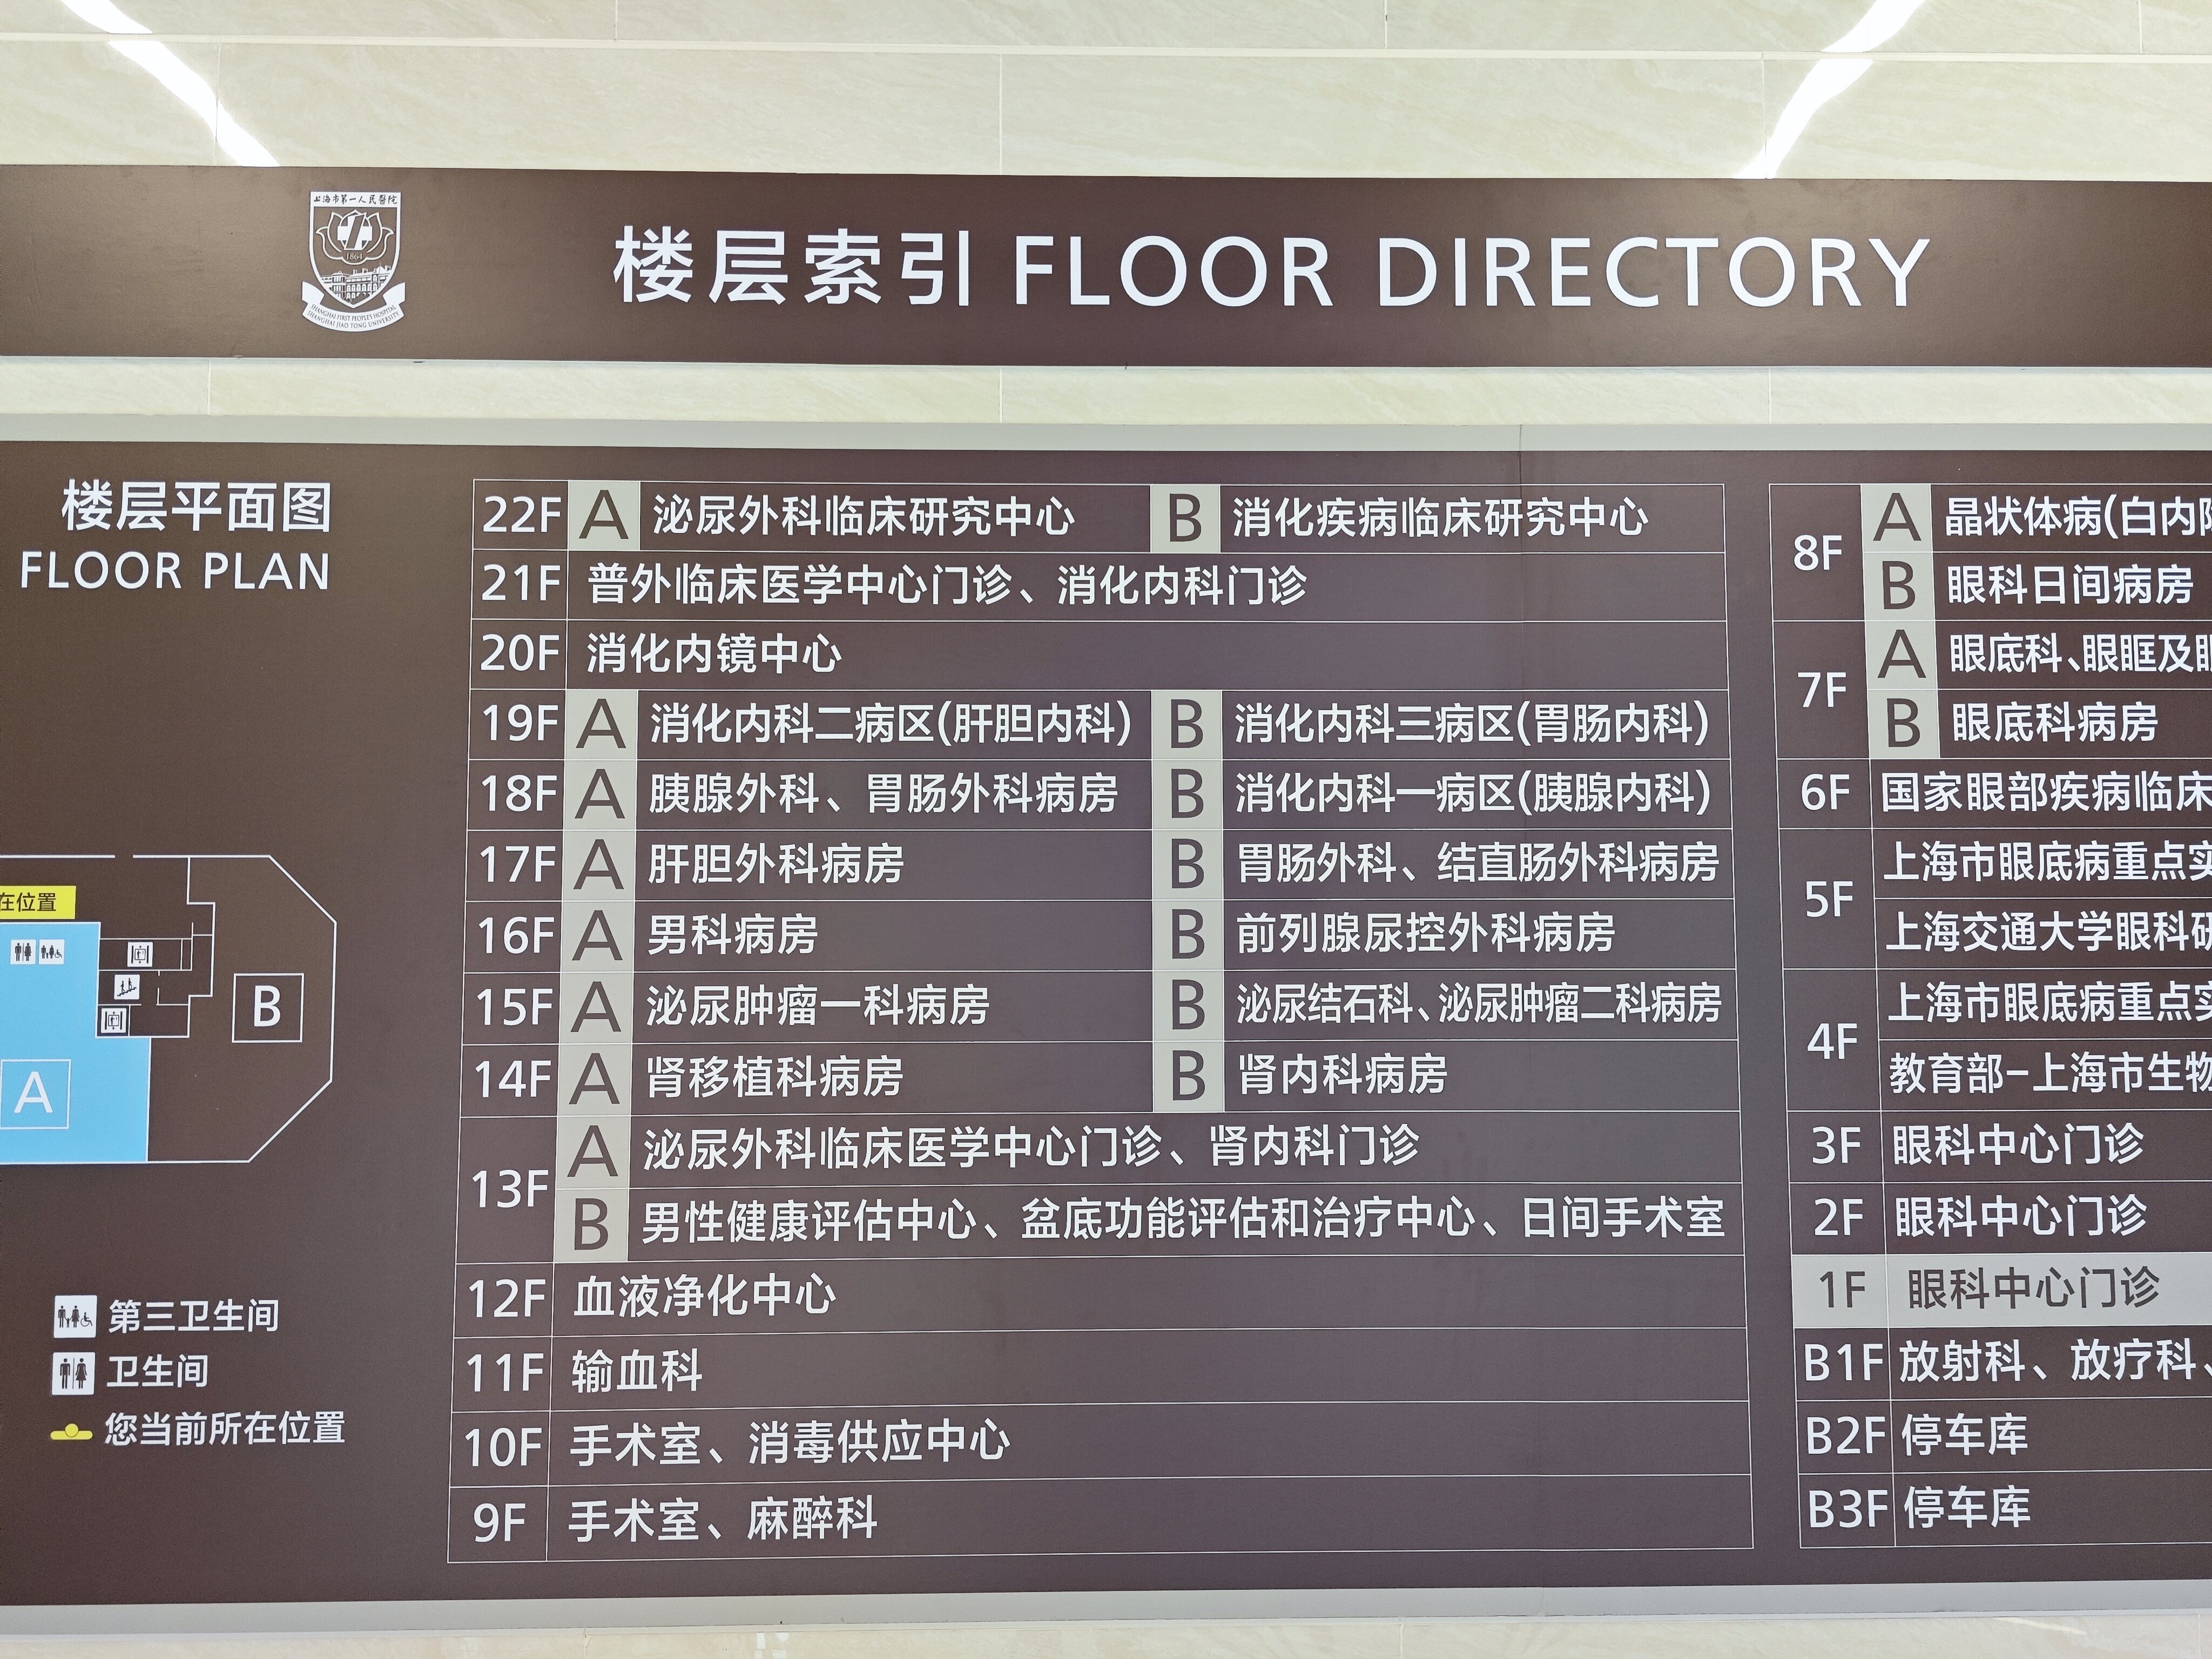 上海市第一人民醫院
1864
SHANGHAI FIRST PEOPLE'S HOSPITAL
SHANGHAI JIAO TONG UNIVERSITY
楼层索引 FLOOR DIRECTORY
楼层平面图
FLOOR PLAN
在位置
A
B
第三卫生间
卫生间
您当前所在位置
22F A 泌尿外科临床研究中心 B 消化疾病临床研究中心
21F 普外临床医学中心门诊、消化内科门诊
20F 消化内镜中心
19F A 消化内科二病区(肝胆内科) B 消化内科三病区(胃肠内科)
18F A 胰腺外科、胃肠外科病房 B 消化内科一病区(胰腺内科)
17F A 肝胆外科病房 B 胃肠外科、结直肠外科病房
16F A 男科病房 B 前列腺尿控外科病房
15F A 泌尿肿瘤一科病房 B 泌尿结石科、泌尿肿瘤二科病房
14F A 肾移植科病房 B 肾内科病房
13F A 泌尿外科临床医学中心门诊、肾内科门诊
B 男性健康评估中心、盆底功能评估和治疗中心、日间手术室
12F 血液净化中心
11F 输血科
10F 手术室、消毒供应中心
9F 手术室、麻醉科
8F A 晶状体病(白内
B 眼科日间病房
7F A 眼底科、眼眶及
B 眼底科病房
6F 国家眼部疾病临床
5F 上海市眼底病重点
上海交通大学眼科
4F 上海市眼底病重点
教育部-上海市生物
3F 眼科中心门诊
2F 眼科中心门诊
1F 眼科中心门诊
B1F 放射科、放疗科、
B2F 停车库
B3F 停车库